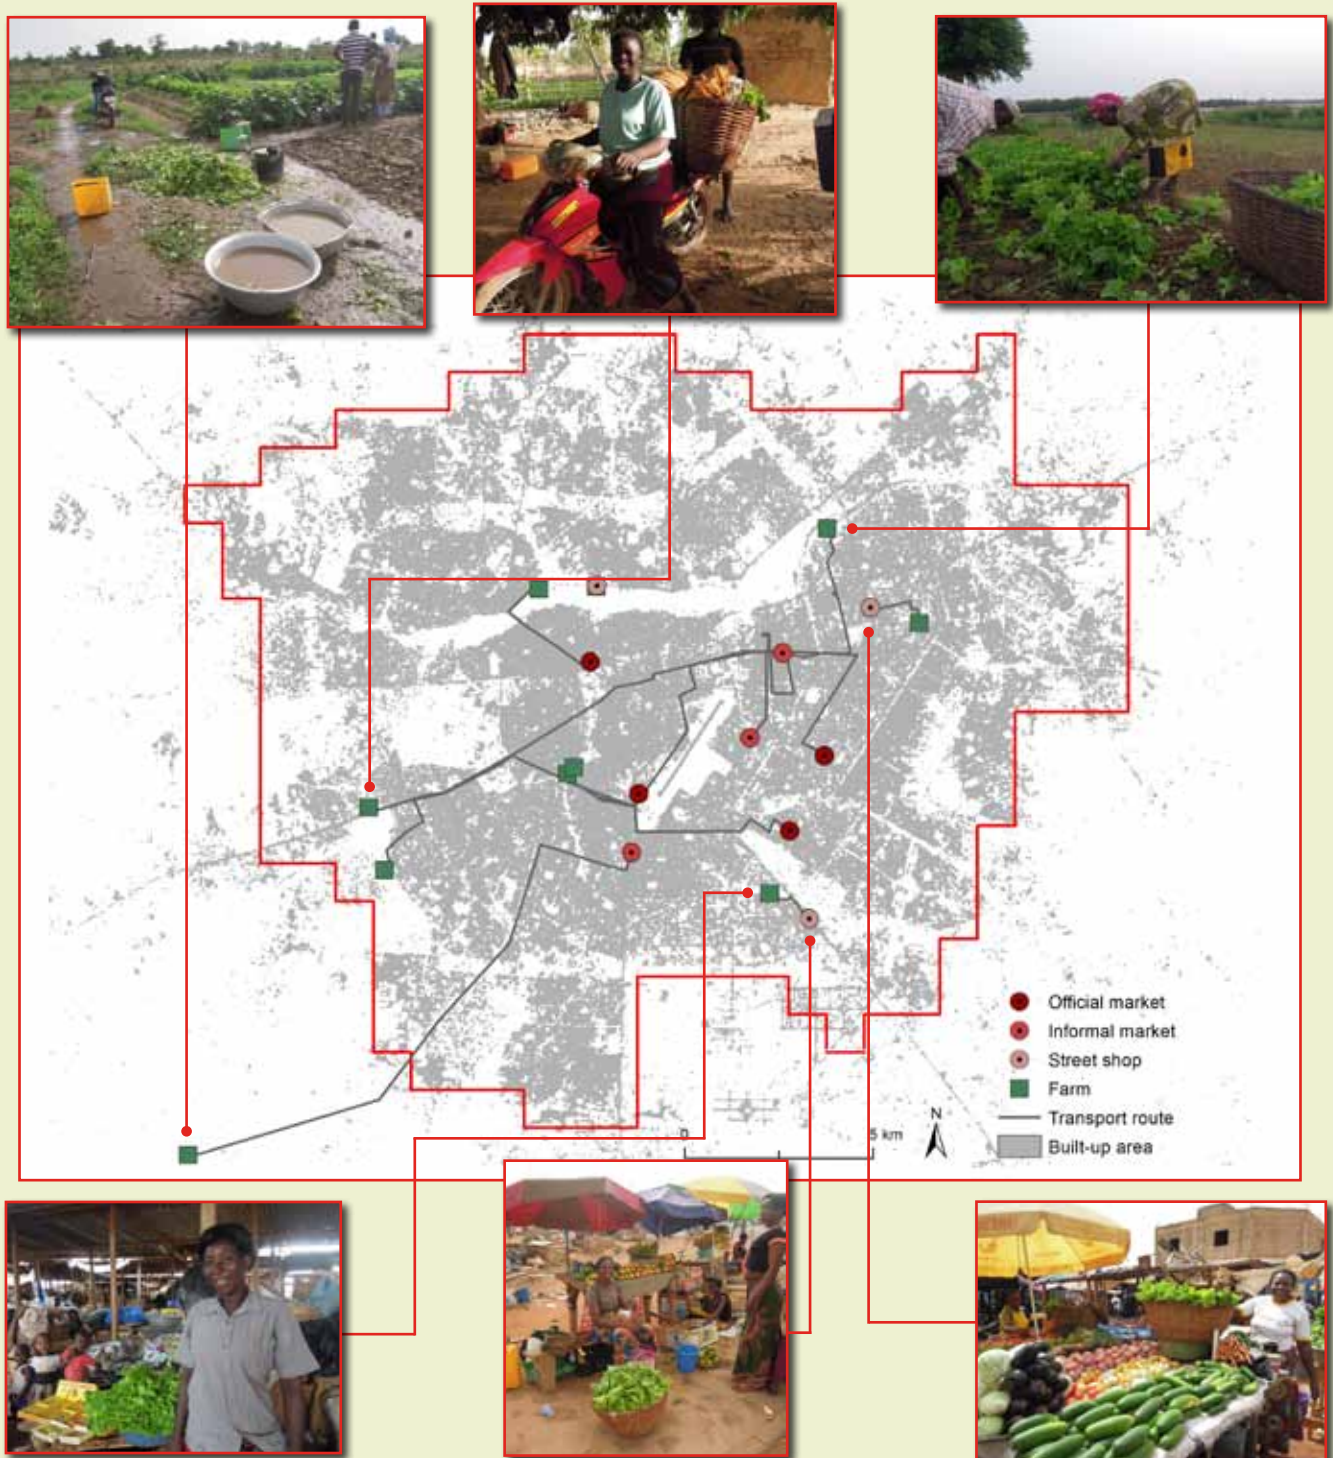 Official market
Informal market
Street shop
Farm
N
Transport route
0 5 km
Built-up area